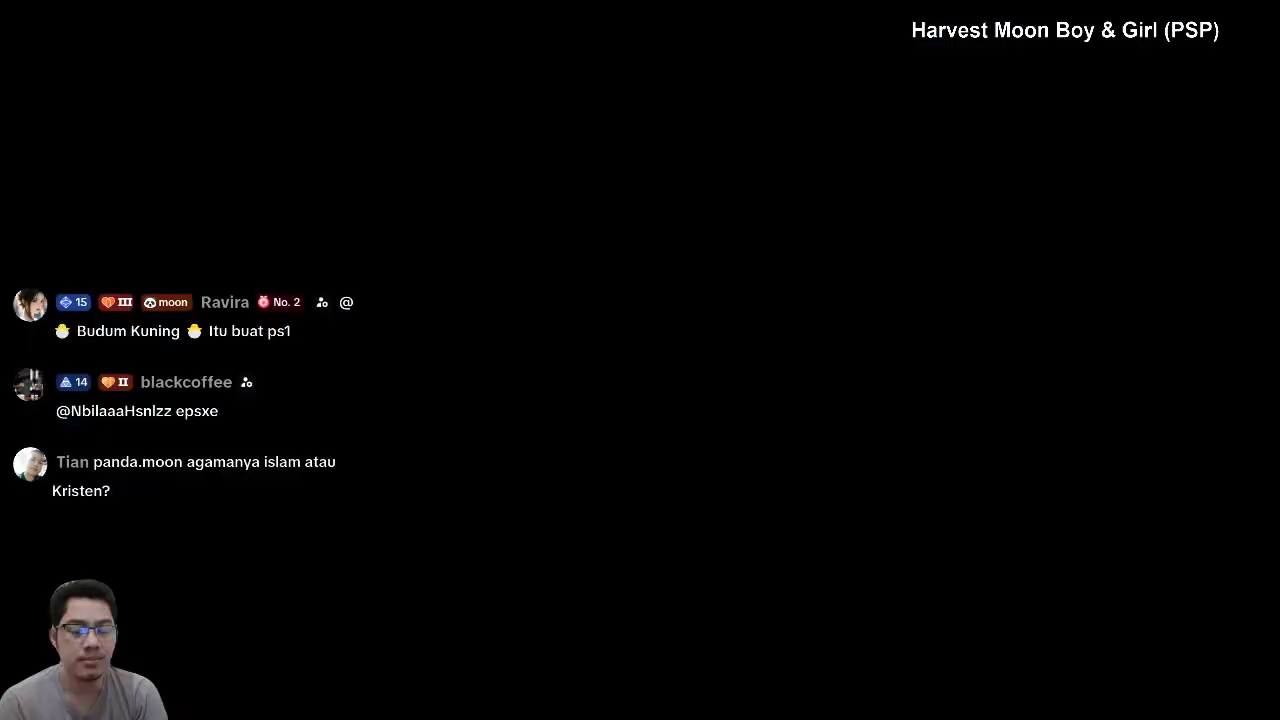 Harvest Moon Boy & Girl (PSP)
15 III moon Ravira No. 2 @
🐣 Budum Kuning 🐣 Itu buat ps1
14 II blackcoffee
@NbilaaaHsnlzz epsxe
Tian panda.moon agamanya islam atau
Kristen?